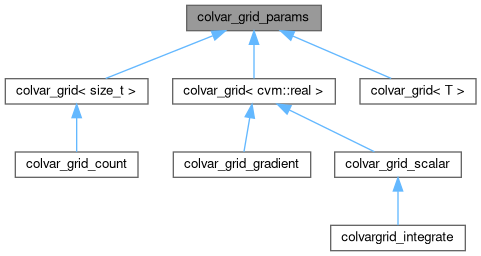 colvar_grid_params
colvar_grid< size_t >
colvar_grid< cvm::real >
colvar_grid< T >
colvar_grid_count
colvar_grid_gradient
colvar_grid_scalar
colvargrid_integrate